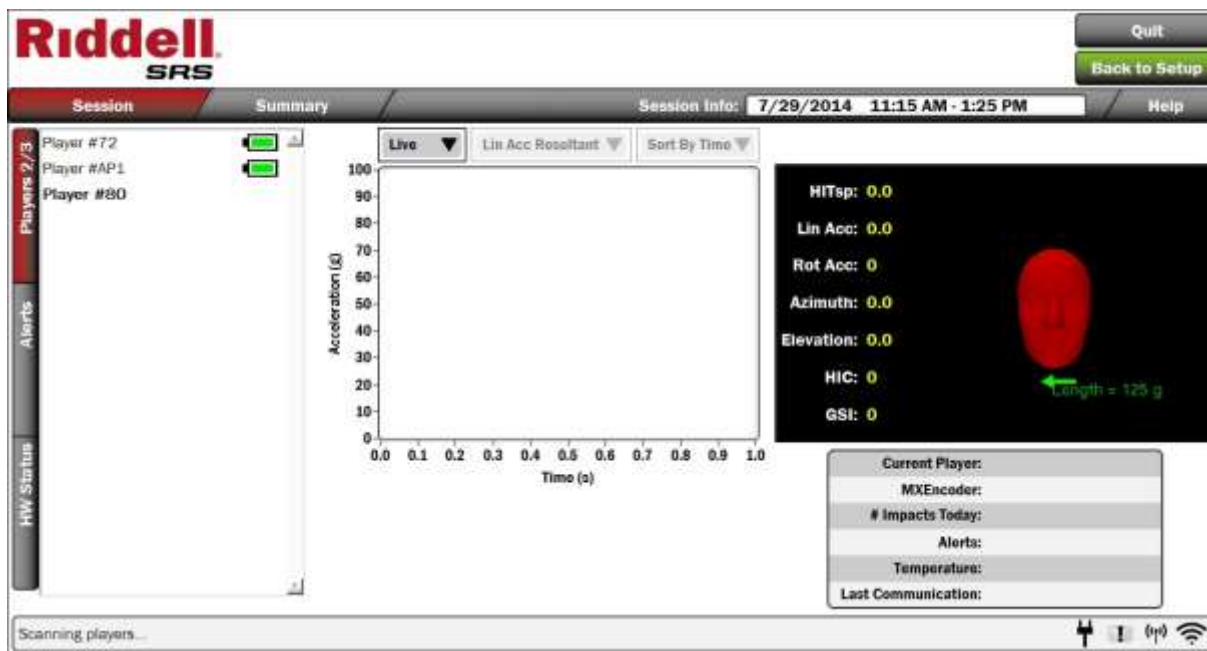 Riddell
SRS
Quit
Back to Setup
Session
Summary
Session Info:
7/29/2014 11:15 AM - 1:25 PM
Help
Players 2/3
Alerts
HW Status
Player #72
Player #AP1
Player #80
Live
Lin Acc Resultant
Sort By Time
Acceleration (g)
100
90
80
70
60
50
40
30
20
10
0
0.0 0.1 0.2 0.3 0.4 0.5 0.6 0.7 0.8 0.9 1.0
Time (s)
HITsp: 0.0
Lin Acc: 0.0
Rot Acc: 0
Azimuth: 0.0
Elevation: 0.0
HIC: 0
GSI: 0
Length = 125 g
Current Player:
MXEncoder:
# Impacts Today:
Alerts:
Temperature:
Last Communication:
Scanning players...